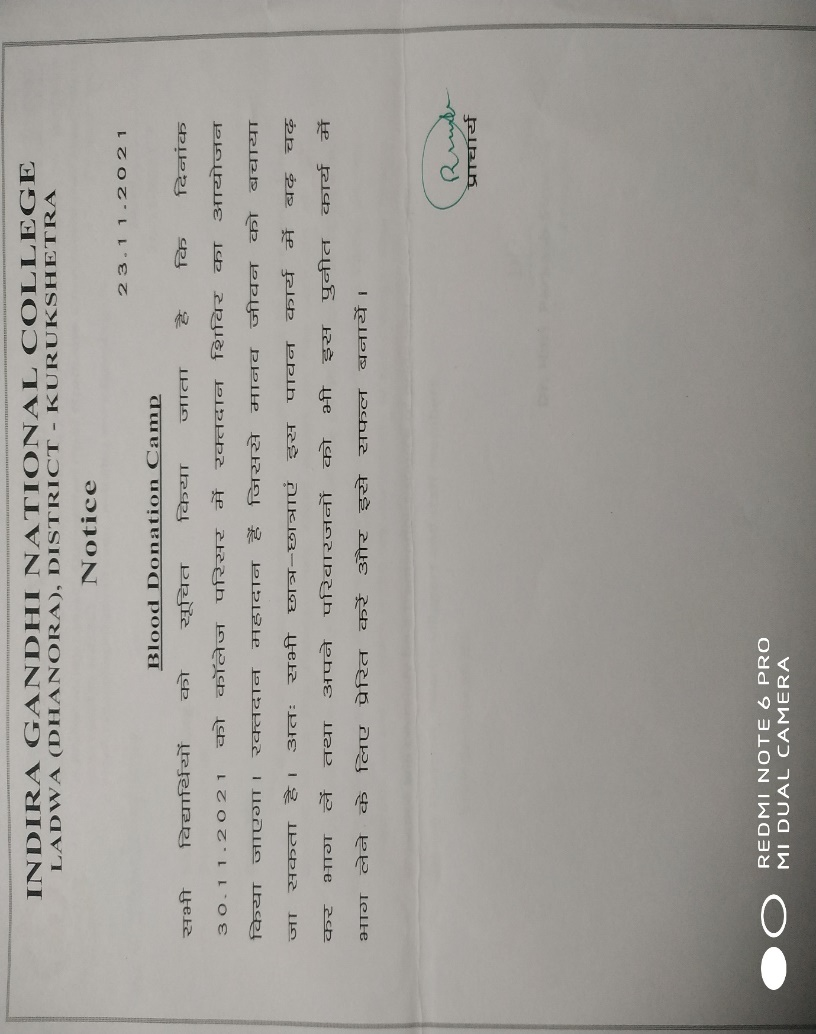 INDIRA GANDHI NATIONAL COLLEGE
LADWA (DHANORA), DISTRICT - KURUKSHETRA
Notice
23.11.2021
Blood Donation Camp
सभी विद्यार्थियों को सूचित किया जाता है कि दिनांक
30.11.2021 को कॉलेज परिसर में रक्तदान शिविर का आयोजन
किया जाएगा। रक्तदान महादान है जिससे मानव जीवन को बचाया
जा सकता है। अतः सभी छात्र-छात्राएं इस पावन कार्य में बढ़ चढ़
कर भाग लें तथा अपने परिवारजनों को भी इस पुनीत कार्य में
भाग लेने के लिए प्रेरित करें और इसे सफल बनायें।
प्राचार्य
REDMI NOTE 6 PRO
MI DUAL CAMERA